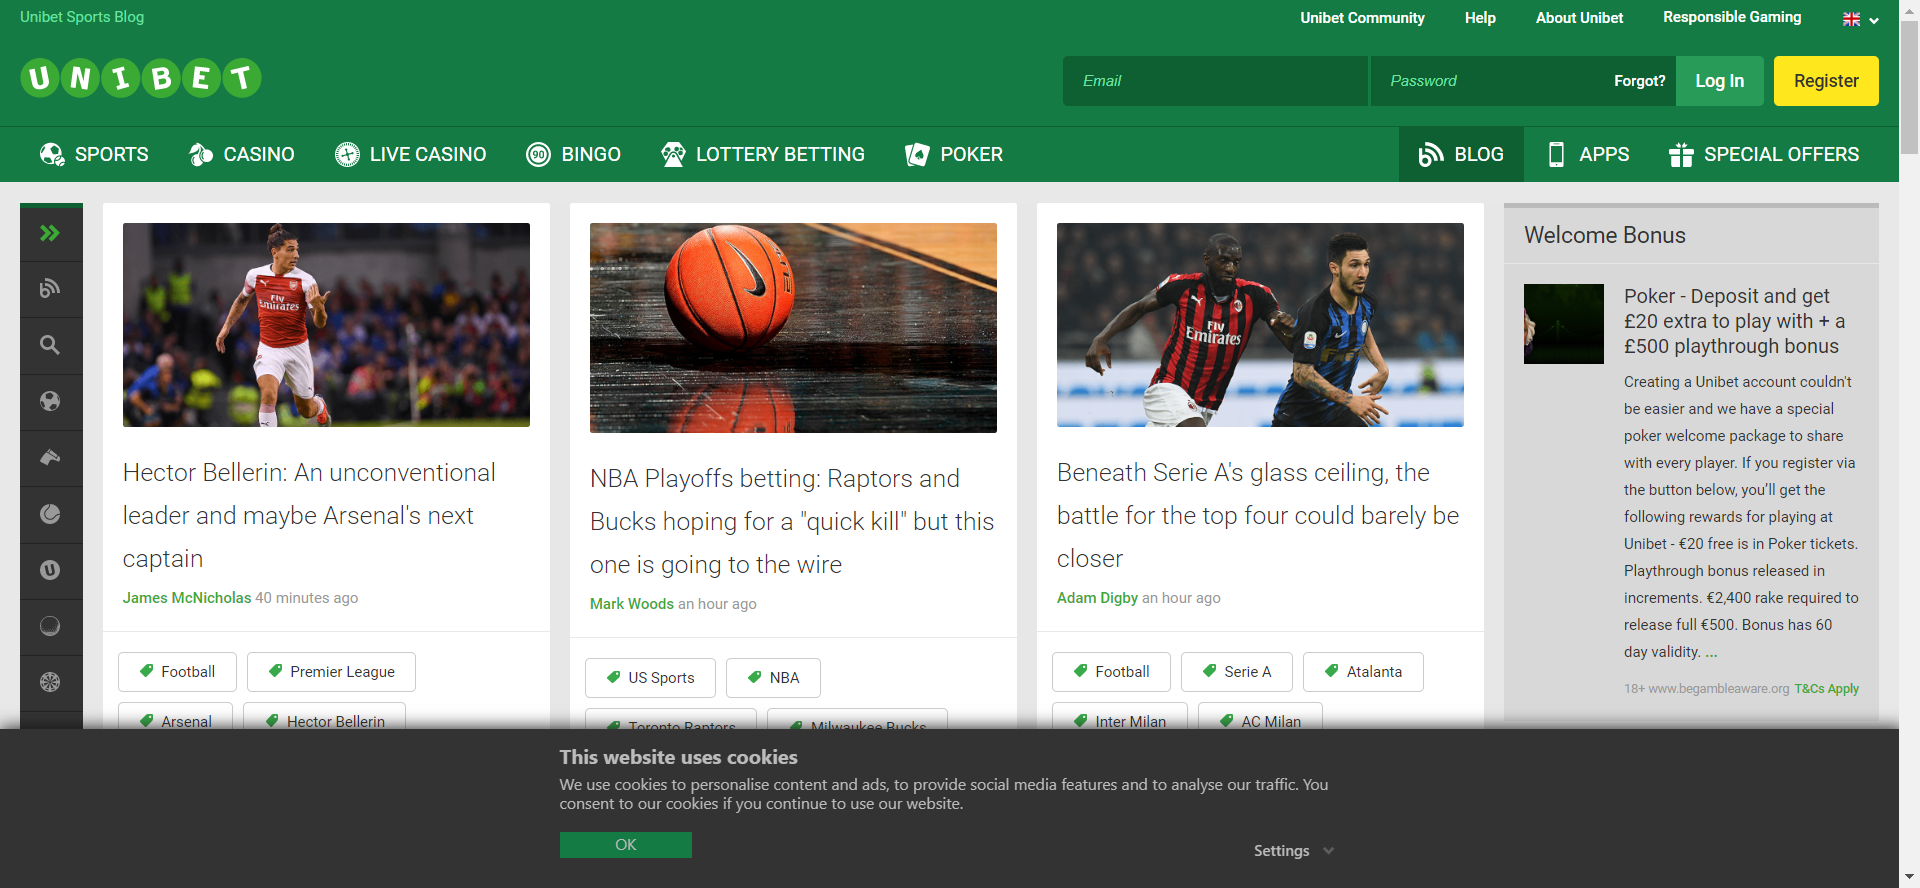 Unibet Sports Blog
Unibet Community Help About Unibet Responsible Gaming
UNIBET
Email Password Forgot? Log In Register
SPORTS CASINO LIVE CASINO 90 BINGO LOTTERY BETTING POKER BLOG APPS SPECIAL OFFERS
Fly
Emirates
Hector Bellerin: An unconventional
leader and maybe Arsenal's next
captain
James McNicholas 40 minutes ago
Football Premier League
Arsenal Hector Bellerin
NBA Playoffs betting: Raptors and
Bucks hoping for a "quick kill" but this
one is going to the wire
Mark Woods an hour ago
US Sports NBA
Toronto Raptors Milwaukee Bucks
Fly
Emirates
Beneath Serie A's glass ceiling, the
battle for the top four could barely be
closer
Adam Digby an hour ago
Football Serie A Atalanta
Inter Milan AC Milan
Welcome Bonus
Poker - Deposit and get
£20 extra to play with + a
£500 playthrough bonus
Creating a Unibet account couldn't
be easier and we have a special
poker welcome package to share
with every player. If you register via
the button below, you’ll get the
following rewards for playing at
Unibet - €20 free is in Poker tickets.
Playthrough bonus released in
increments. €2,400 rake required to
release full €500. Bonus has 60
day validity. ...
18+ www.begambleaware.org T&Cs Apply
This website uses cookies
We use cookies to personalise content and ads, to provide social media features and to analyse our traffic. You
consent to our cookies if you continue to use our website.
OK
Settings